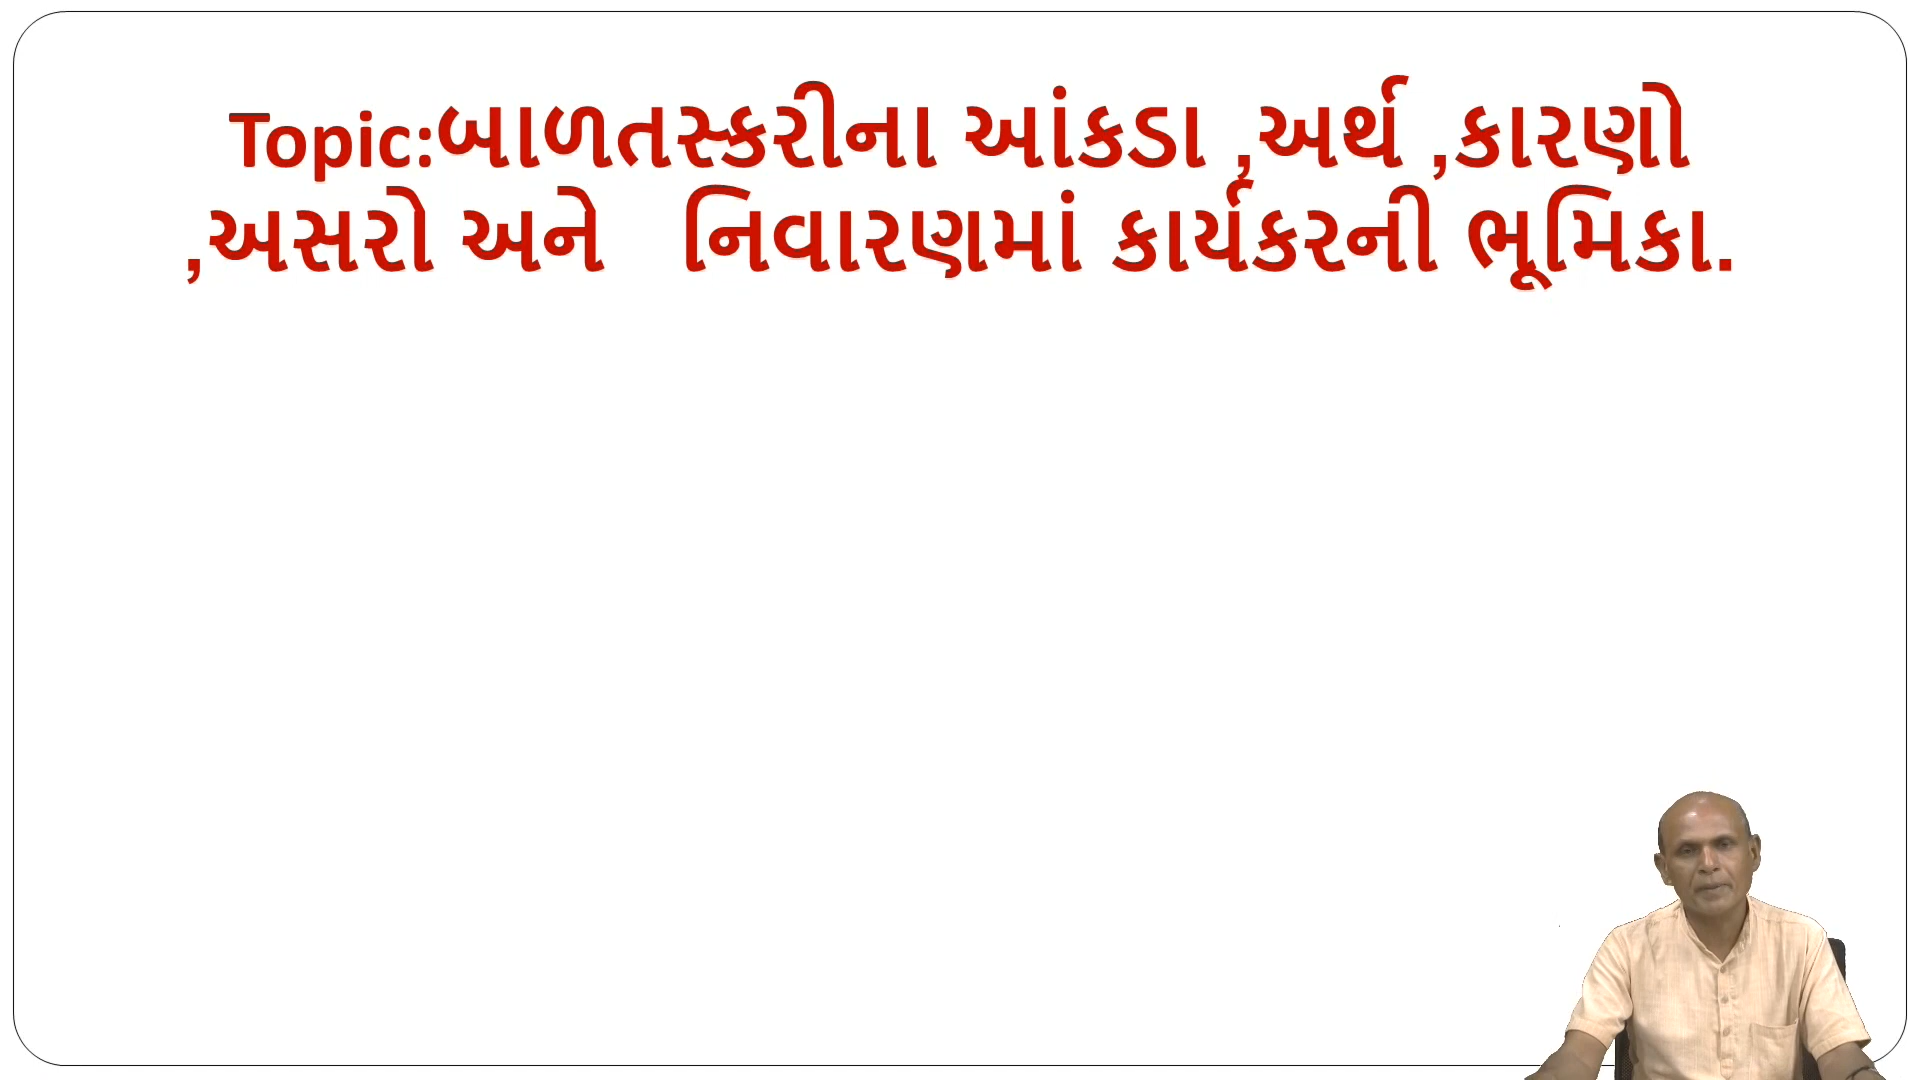 Topic:બાળતસ્કરીના આંકડા ,અર્થ ,કારણો
,અસરો અને   નિવારણમાં કાર્યકરની ભૂમિકા.